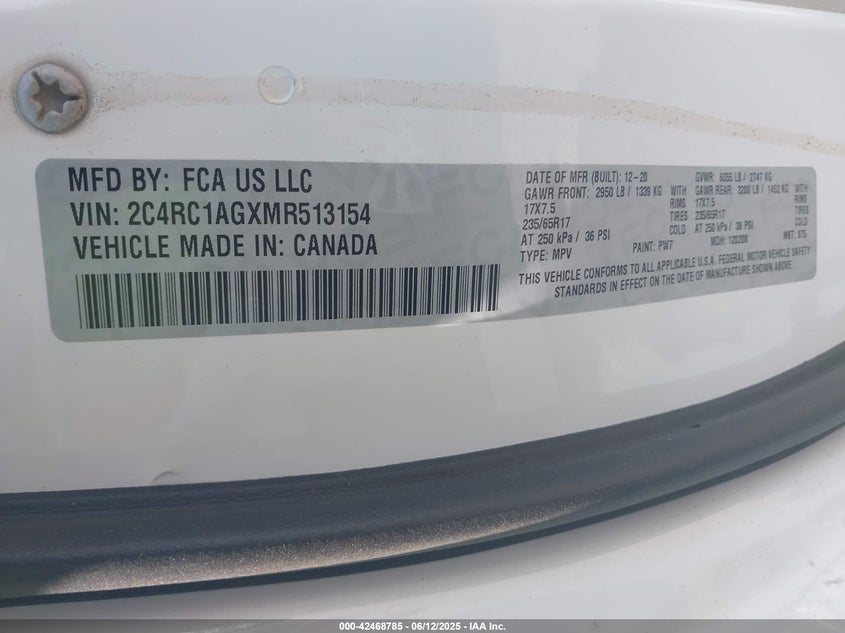 MFD BY: FCA US LLC
VIN: 2C4RC1AGXMR513154
VEHICLE MADE IN: CANADA
DATE OF MFR (BUILT): 12-20 GVWR: 6055 LB / 2747 KG
GAWR FRONT: 2950 LB / 1339 KG WITH GAWR REAR: 3200 LB / 1452 KG WITH
17X7.5 RIMS 17X7.5 RIMS
235/65R17 TIRES 235/65R17 TIRES
AT 250 kPa / 36 PSI COLD AT 250 kPa / 36 PSI COLD
TYPE: MPV PAINT: PW7 MDH: 120208 MKT: 975
THIS VEHICLE CONFORMS TO ALL APPLICABLE U.S.A. FEDERAL MOTOR VEHICLE SAFETY
STANDARDS IN EFFECT ON THE DATE OF MANUFACTURE SHOWN ABOVE.
000-42468785 - 06/12/2025 - IAA Inc.